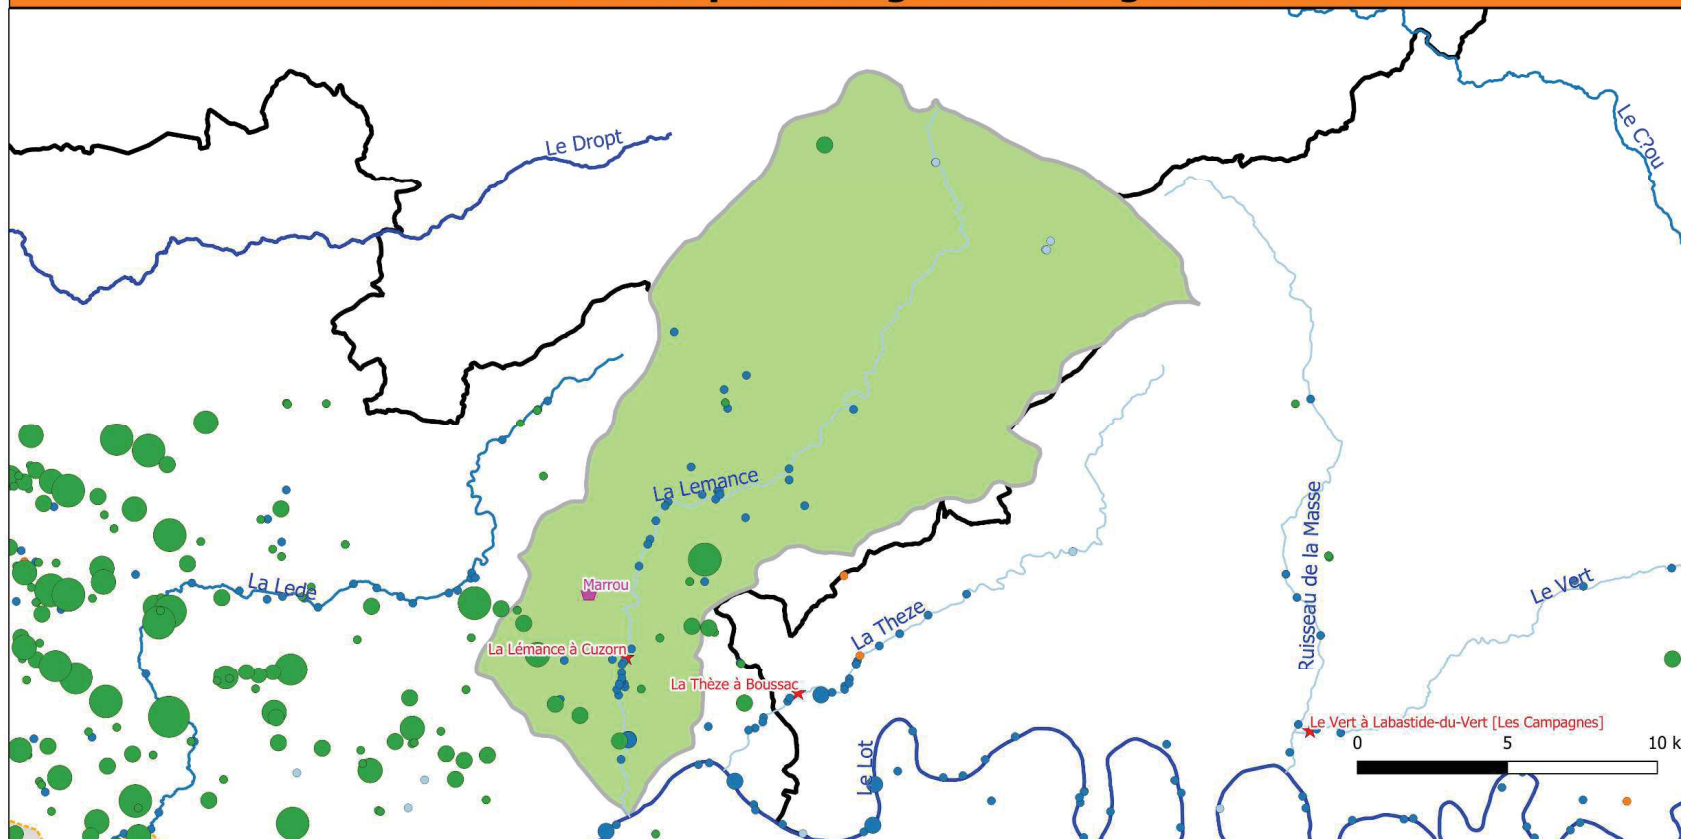 Le Dropt
Le C?ou
La Lemance
La Lede
Marrou
La Lémance à Cuzorn
La Theze
La Thèze à Boussac
Ruisseau de la Masse
Le Vert
Le Vert à Labastide-du-Vert [Les Campagnes]
Le Lot
0 5 10 k